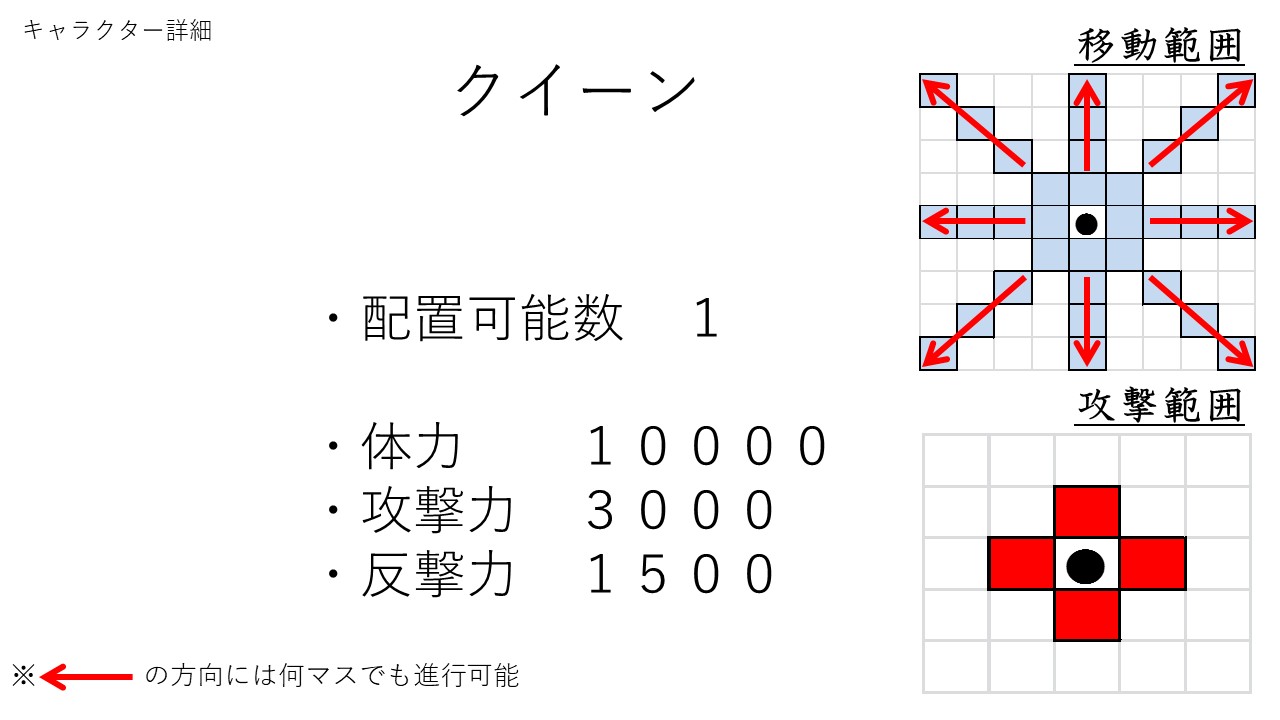 キャラクター詳細
クイーン
移動範囲
・配置可能数　１
攻撃範囲
・体力　　１００００
・攻撃力　３０００
・反撃力　１５００
※ の方向には何マスでも進行可能